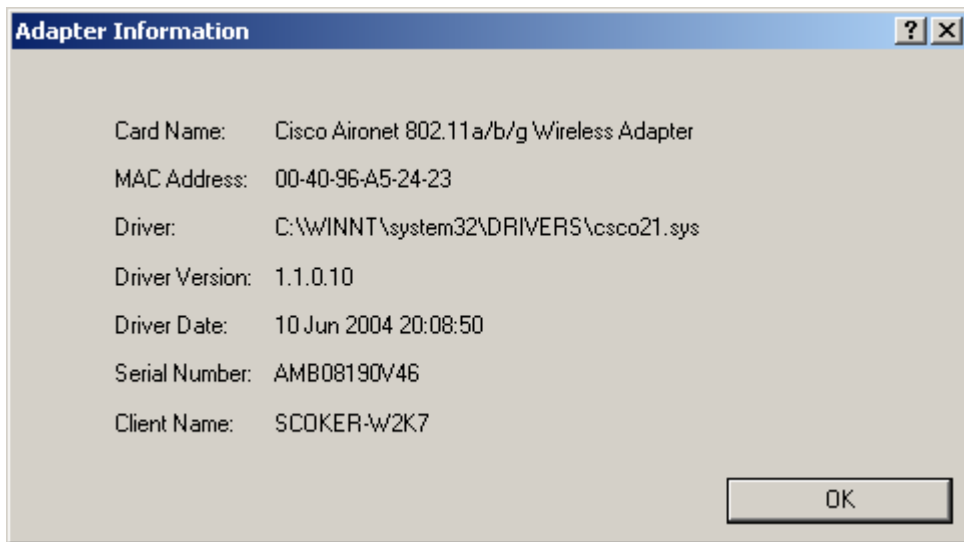 Adapter Information
Card Name: Cisco Aironet 802.11a/b/g Wireless Adapter
MAC Address: 00-40-96-A5-24-23
Driver: C:\WINNT\system32\DRIVERS\csco21.sys
Driver Version: 1.1.0.10
Driver Date: 10 Jun 2004 20:08:50
Serial Number: AMB08190V46
Client Name: SCOKER-W2K7
OK